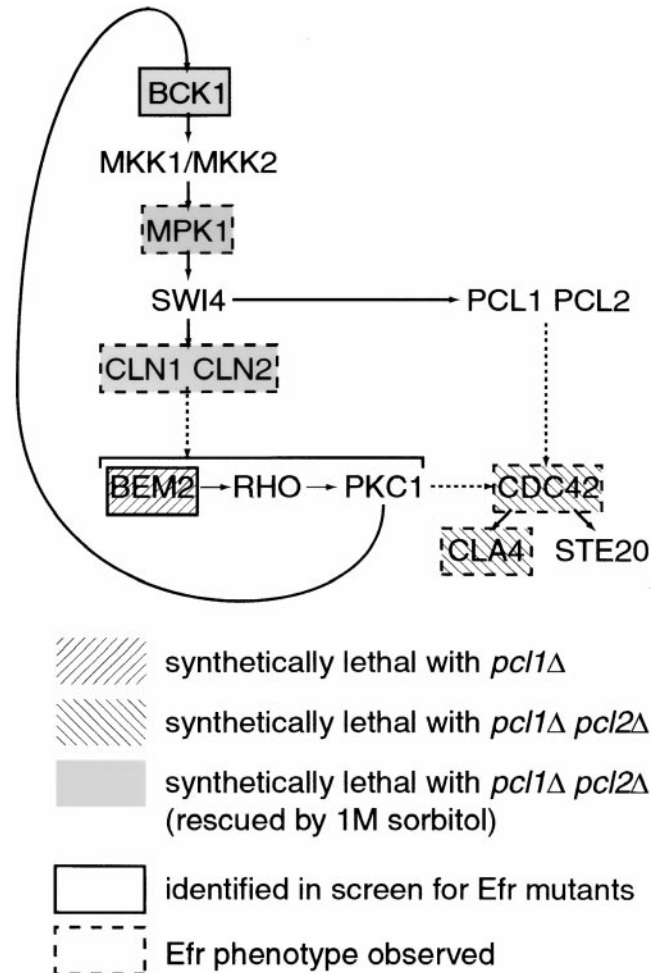 BCK1
MKK1/MKK2
MPK1
SWI4
PCL1 PCL2
CLN1 CLN2
BEM2
RHO
PKC1
CDC42
CLA4
STE20
synthetically lethal with pcl1Δ
synthetically lethal with pcl1Δ pcl2Δ
synthetically lethal with pcl1Δ pcl2Δ
(rescued by 1M sorbitol)
identified in screen for Efr mutants
Efr phenotype observed